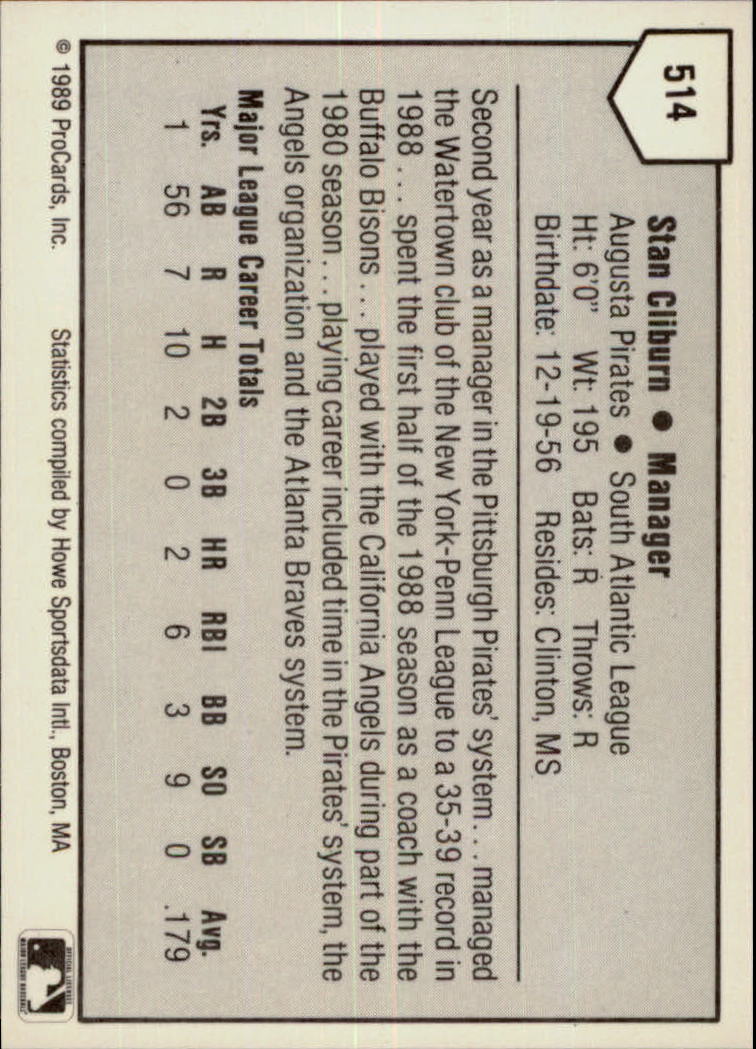 514
Stan Cliburn ● Manager
Augusta Pirates ● South Atlantic League
Ht: 6'0" Wt: 195 Bats: R Throws: R
Birthdate: 12-19-56 Resides: Clinton, MS
Second year as a manager in the Pittsburgh Pirates' system . . . managed
the Watertown club of the New York-Penn League to a 35-39 record in
1988 . . . spent the first half of the 1988 season as a coach with the
Buffalo Bisons . . . played with the California Angels during part of the
1980 season . . . playing career included time in the Pirates' system, the
Angels organization and the Atlanta Braves system.
Major League Career Totals
Yrs. AB R H 2B 3B HR RBI BB SO SB Avg.
1 56 7 10 2 0 2 6 3 9 0 .179
© 1989 ProCards, Inc. Statistics compiled by Howe Sportsdata Intl., Boston, MA
OFFICIAL LICENSEE
MAJOR LEAGUE BASEBALL